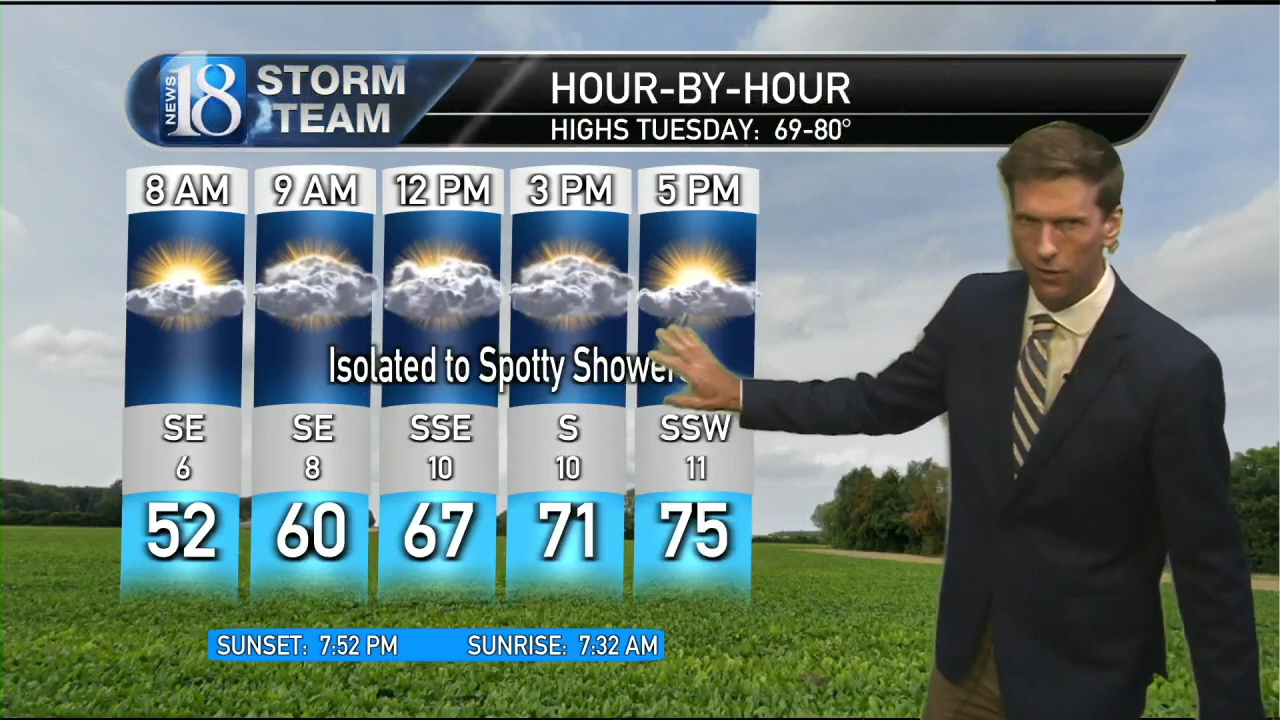 NEWS 18 STORM TEAM
HOUR-BY-HOUR
HIGHS TUESDAY: 69-80°
8 AM 9 AM 12 PM 3 PM 5 PM
Isolated to Spotty
SE SE SSE S SSW
6 8 10 10 11
52 60 67 71 75
SUNSET: 7:52 PM SUNRISE: 7:32 AM